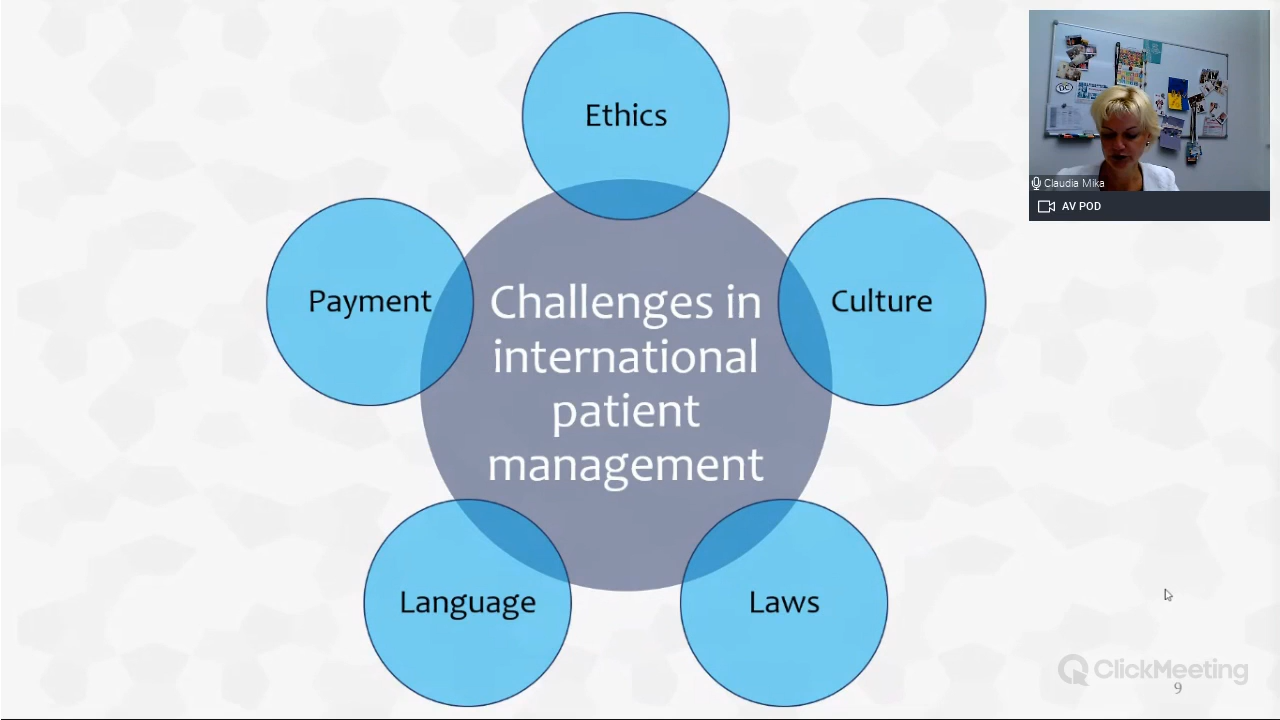 Ethics
Payment
Challenges in
international
patient
management
Culture
Language
Laws
Claudia Mika
AV POD
ClickMeeting
9